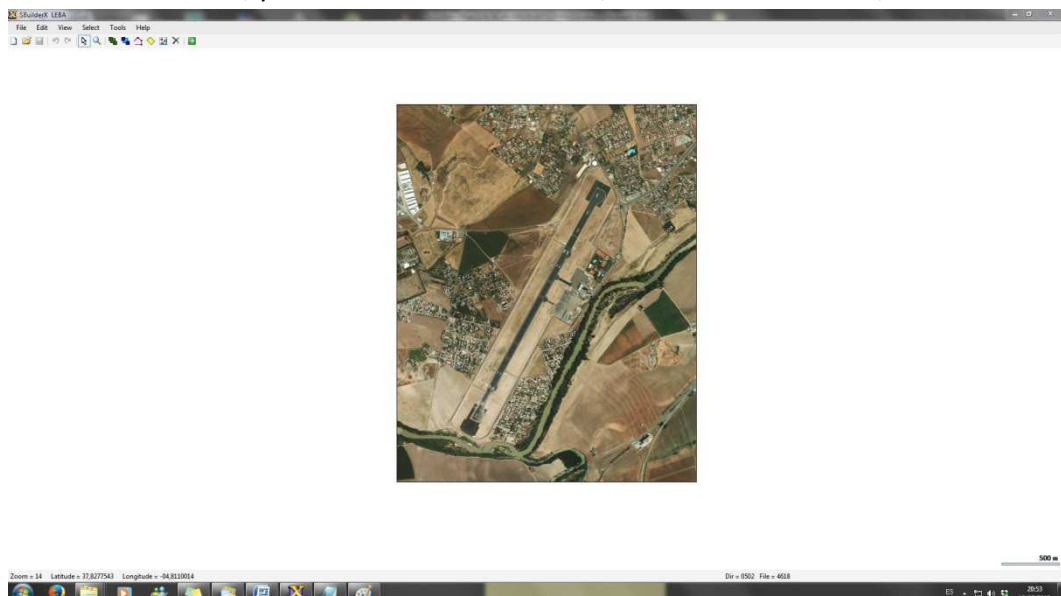 SBuilderX LEBA
File Edit View Select Tools Help
500 m
Zoom = 14 Latitude = 37,8277543 Longitude = -04,8110014 Dir = 0502 File = 4618
ES 20:53